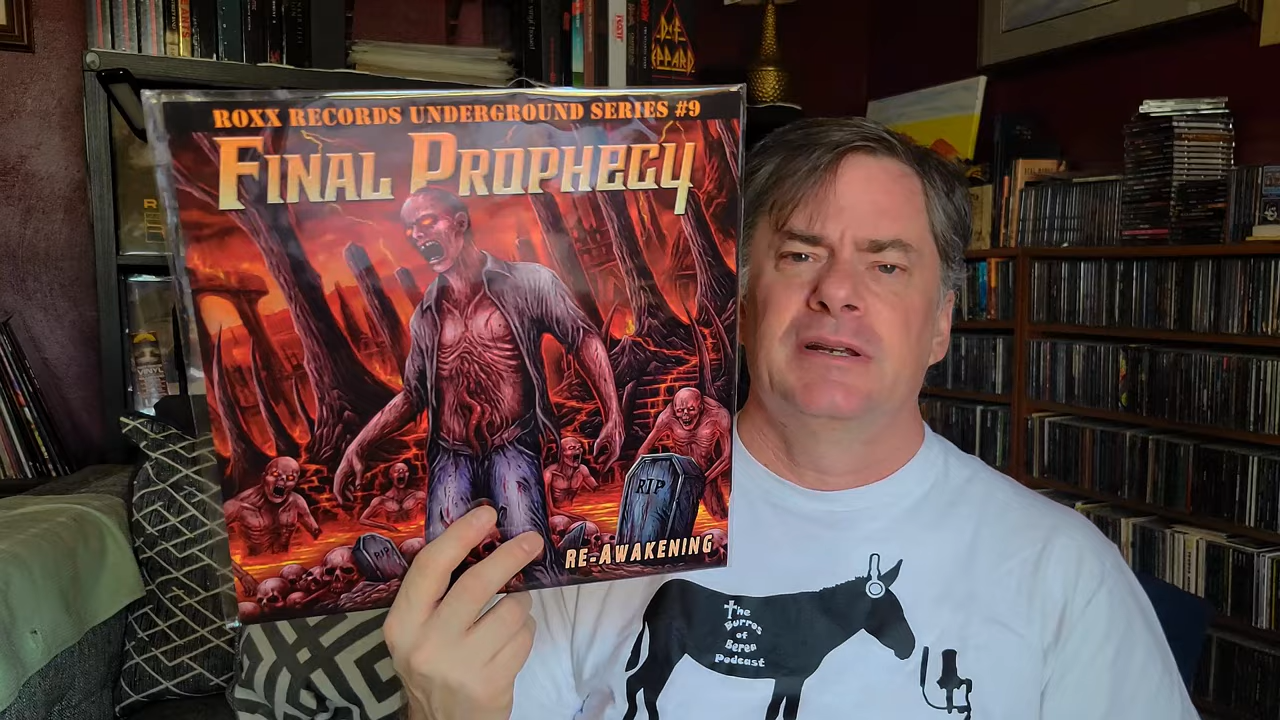 DEF
LEPPARD
ROXX RECORDS UNDERGROUND SERIES #9
FINAL PROPHECY
RIP
RIP
RE-AWAKENING
The
Burros
of
Berea
Podcast